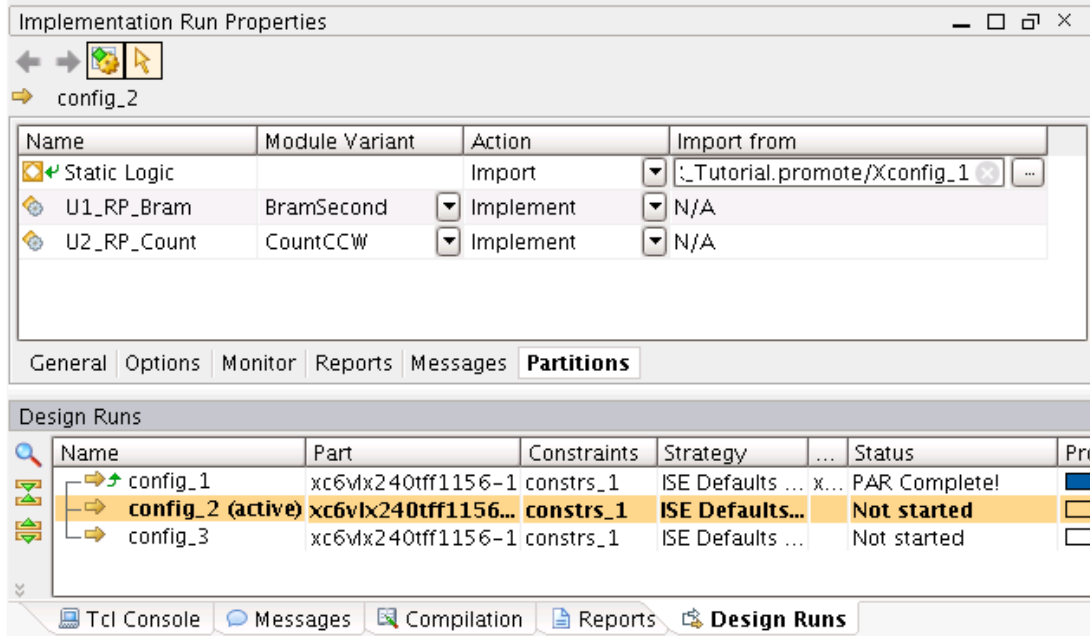 Implementation Run Properties
config_2
Name Module Variant Action Import from
Static Logic Import :_Tutorial.promote/Xconfig_1 ...
U1_RP_Bram BramSecond Implement N/A
U2_RP_Count CountCCW Implement N/A
General Options Monitor Reports Messages Partitions
Design Runs
Name Part Constraints Strategy ... Status Pro
config_1 xc6vlx240tff1156-1 constrs_1 ISE Defaults ... x... PAR Complete!
config_2 (active) xc6vlx240tff1156... constrs_1 ISE Defaults... Not started
config_3 xc6vlx240tff1156-1 constrs_1 ISE Defaults ... Not started
Tcl Console Messages Compilation Reports Design Runs